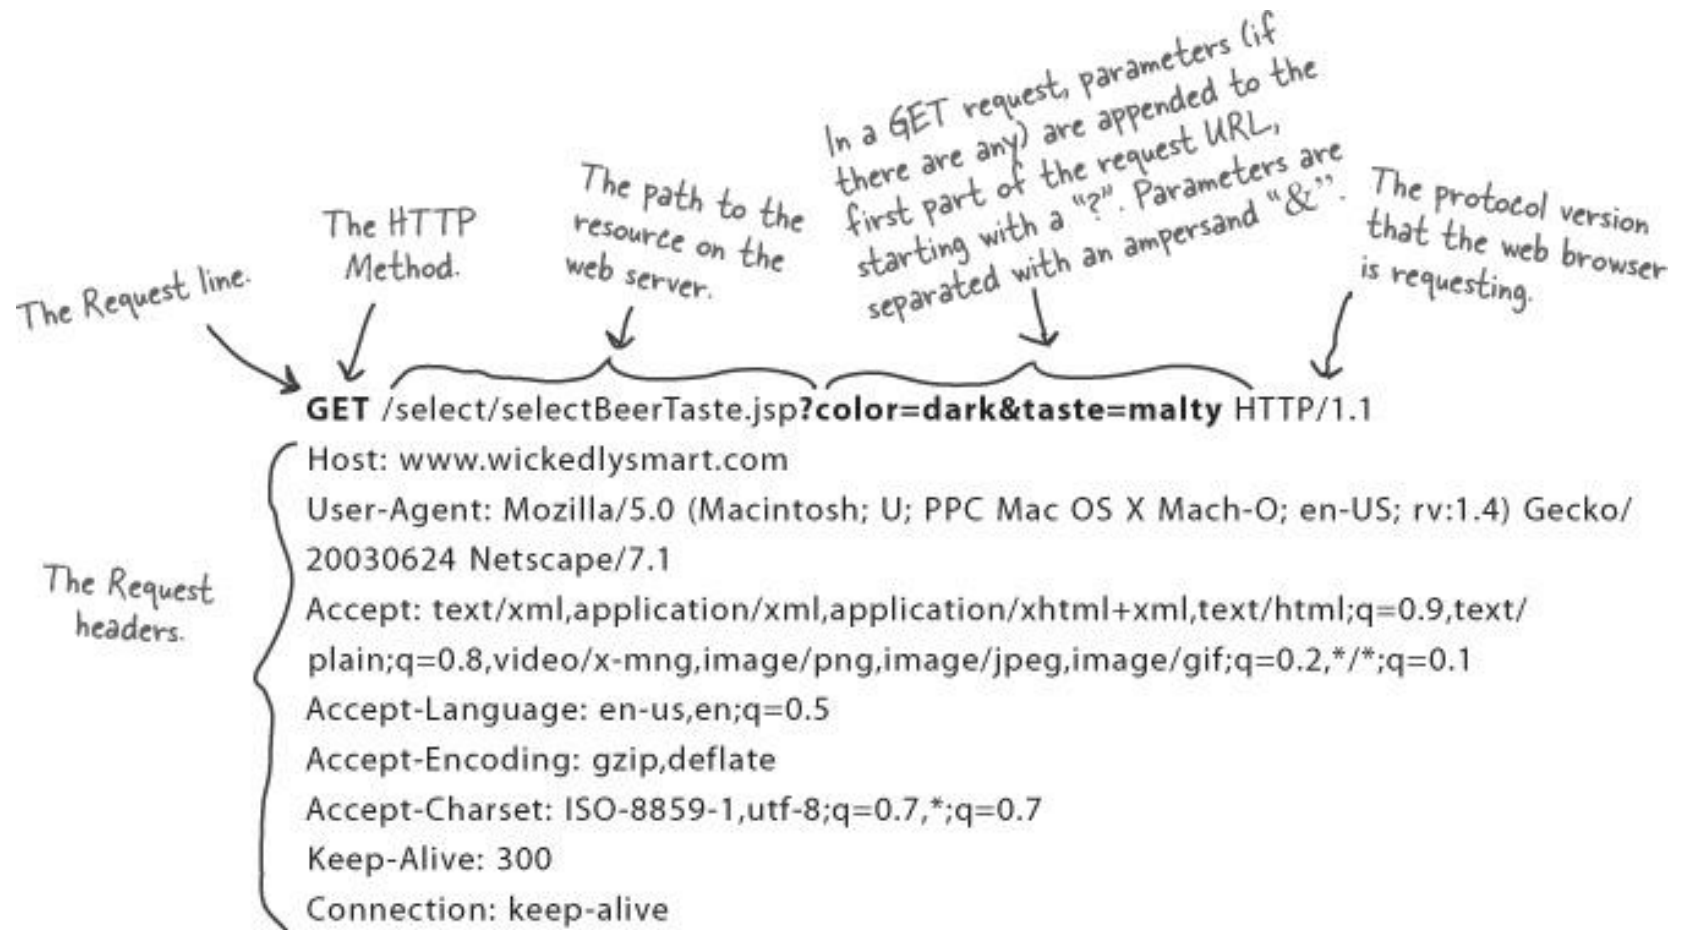 The Request line.
The HTTP
Method.
The path to the
resource on the
web server.
In a GET request, parameters (if
there are any) are appended to the
first part of the request URL,
starting with a “?”. Parameters are
separated with an ampersand “&”.
The protocol version
that the web browser
is requesting.
GET /select/selectBeerTaste.jsp?color=dark&taste=malty HTTP/1.1
Host: www.wickedlysmart.com
User-Agent: Mozilla/5.0 (Macintosh; U; PPC Mac OS X Mach-O; en-US; rv:1.4) Gecko/
20030624 Netscape/7.1
The Request
headers.
Accept: text/xml,application/xml,application/xhtml+xml,text/html;q=0.9,text/
plain;q=0.8,video/x-mng,image/png,image/jpeg,image/gif;q=0.2,*/*;q=0.1
Accept-Language: en-us,en;q=0.5
Accept-Encoding: gzip,deflate
Accept-Charset: ISO-8859-1,utf-8;q=0.7,*;q=0.7
Keep-Alive: 300
Connection: keep-alive